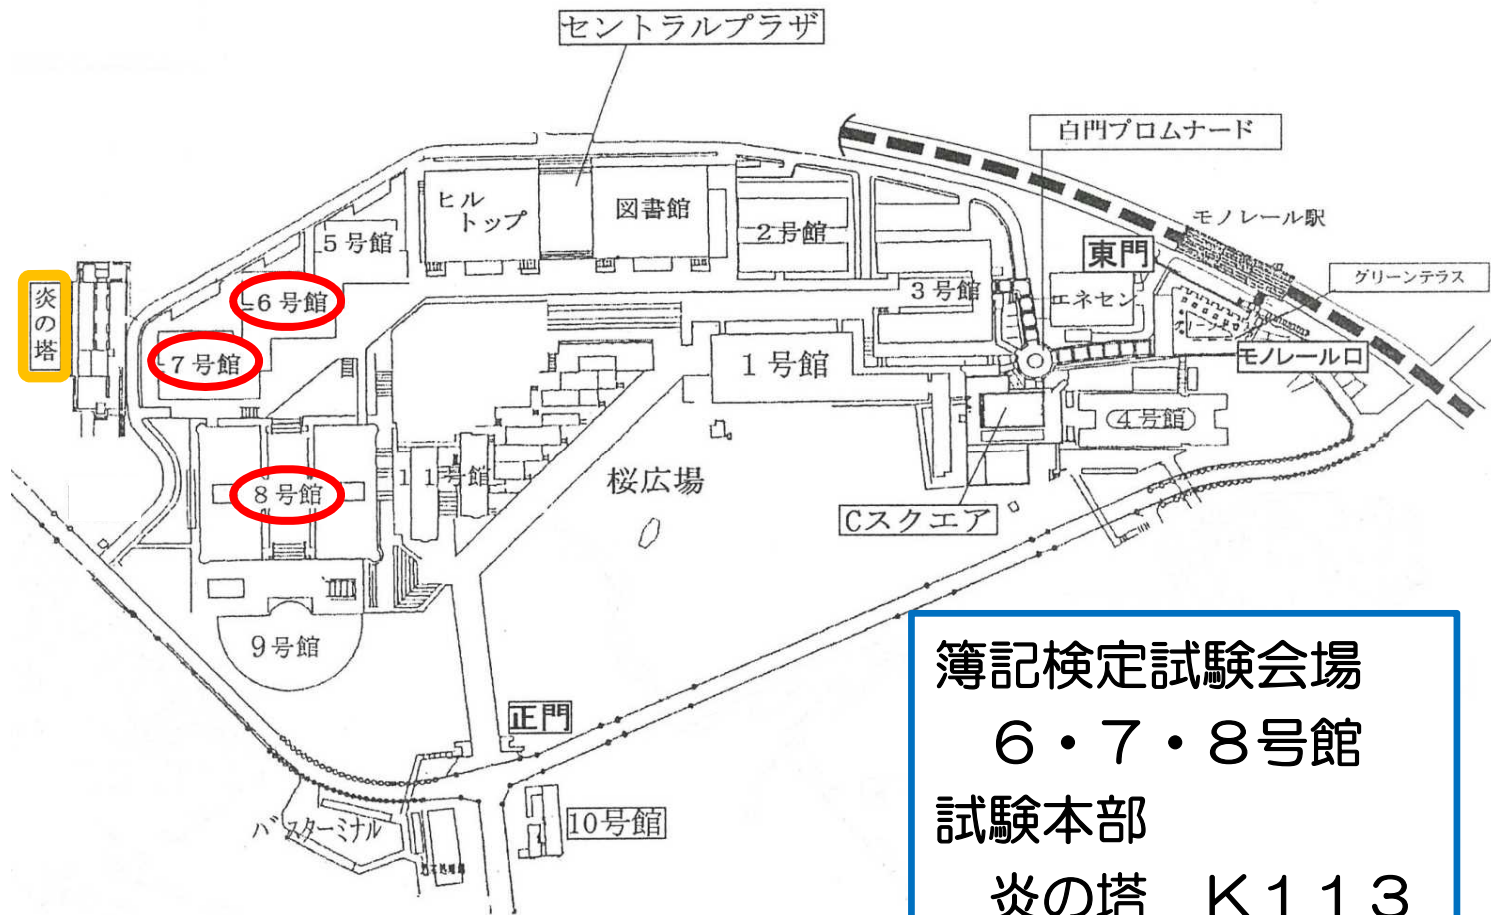 セントラルプラザ
白門プロムナード
モノレール駅
ヒル
トップ
図書館
2号館
5号館
東門
グリーンテラス
炎の塔
6号館
3号館
エネセン
7号館
1号館
モノレール口
4号館
8号館
11号館
桜広場
Cスクエア
9号館
正門
バスターミナル
10号館
簿記検定試験会場
6・7・8号館
試験本部
炎の塔 K113